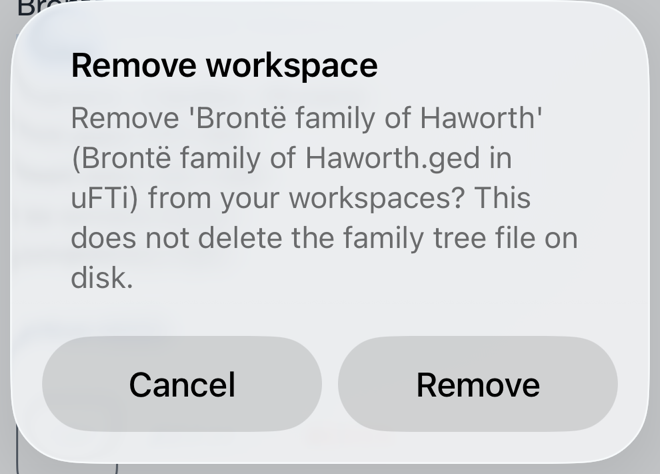 Remove workspace
Remove 'Brontë family of Haworth'
(Brontë family of Haworth.ged in
uFTi) from your workspaces? This
does not delete the family tree file on
disk.
Cancel
Remove